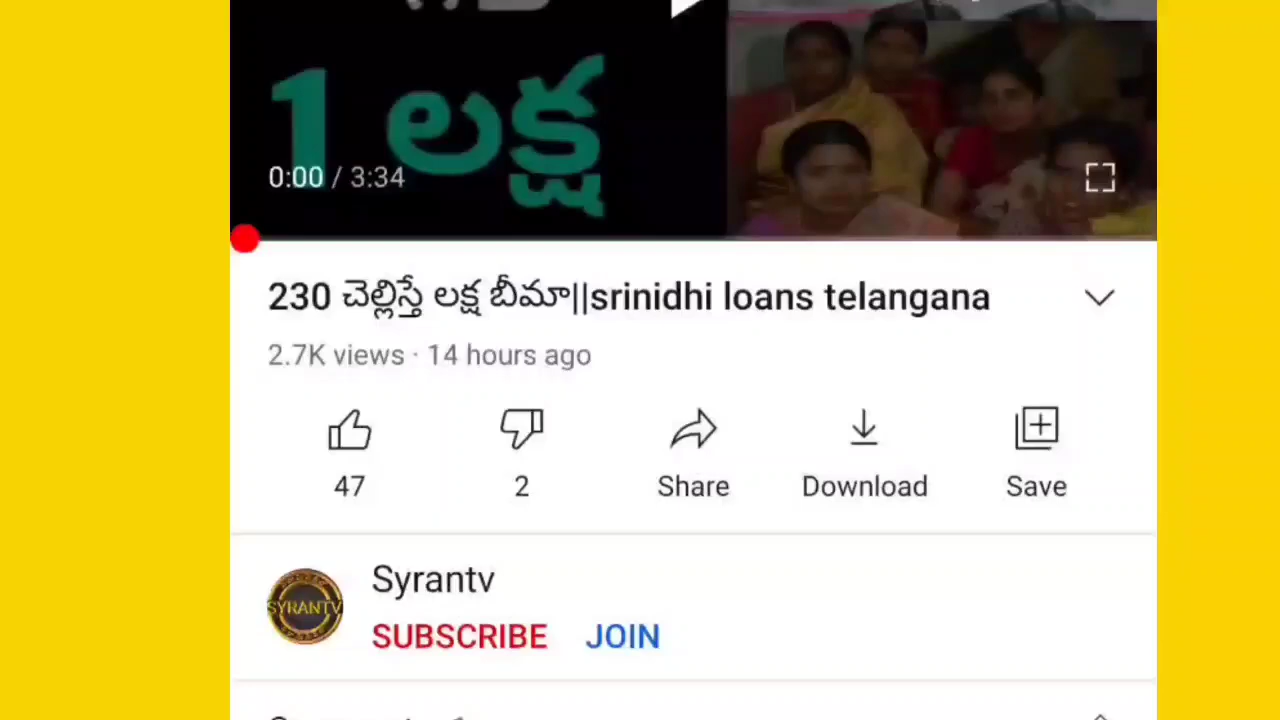 1 లక్ష
0:00 / 3:34
230 చెల్లిస్తే లక్ష బీమా||srinidhi loans telangana
2.7K views · 14 hours ago
47
2
Share
Download
Save
Syrantv
SYRANTV
SUBSCRIBE JOIN